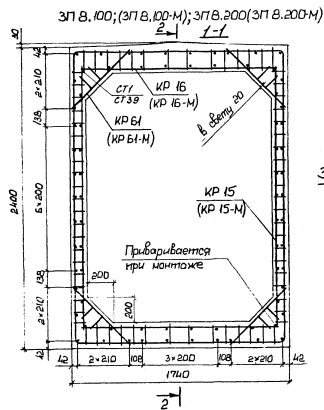 ЗП 8.100; (ЗП 8.100-М); ЗП 8.200 (ЗП 8.200-М)
2
1-1
30
42
2×210
138
6×200
138
2×210
42
2400
СТ1
СТ39
КР 16
(КР 16-М)
КР 61
(КР 61-М)
в свету 20
КР 15
(КР 15-М)
Приваривается
при монтаже
200
200
42
2×210
108
3×200
108
2×210
42
1740
2